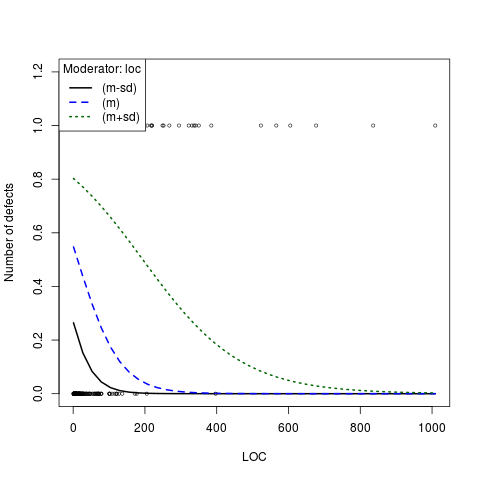 Moderator: loc
(m-sd)
(m)
(m+sd)
Number of defects
0.0 0.2 0.4 0.6 0.8 1.0 1.2
0 200 400 600 800 1000
LOC